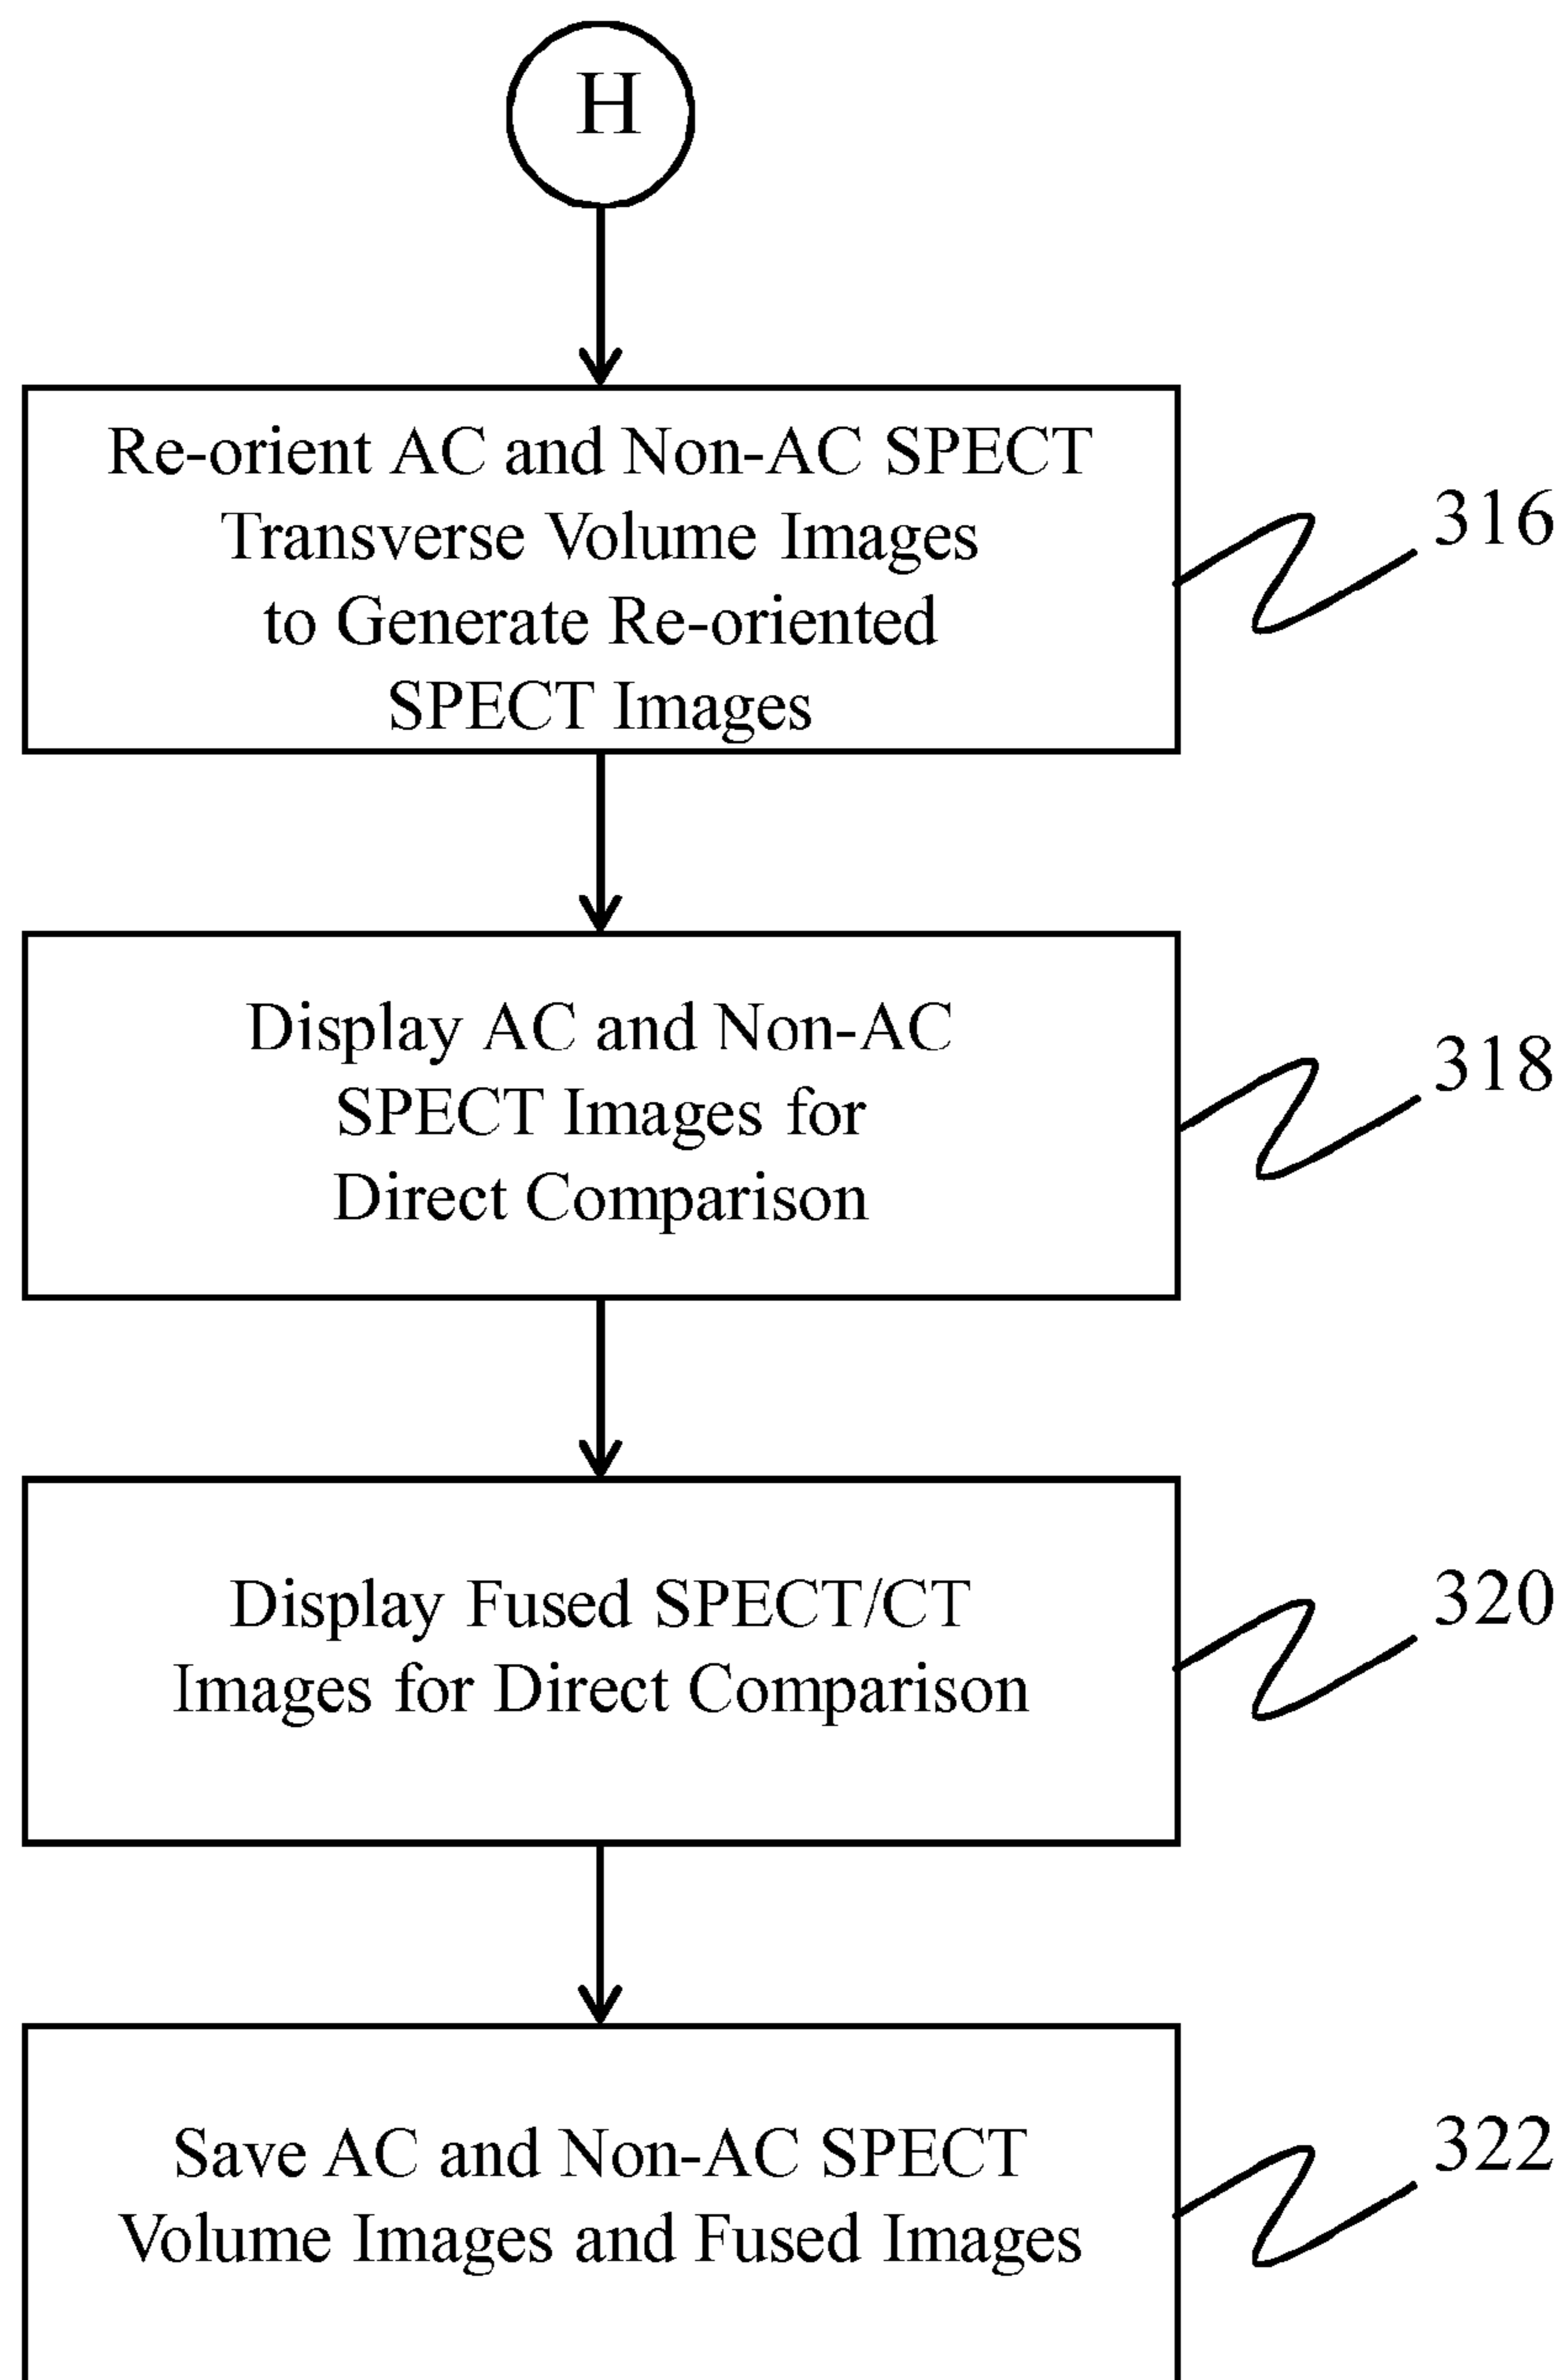 H
Re-orient AC and Non-AC SPECT
Transverse Volume Images
to Generate Re-oriented
SPECT Images
316
Display AC and Non-AC
SPECT Images for
Direct Comparison
318
Display Fused SPECT/CT
Images for Direct Comparison
320
Save AC and Non-AC SPECT
Volume Images and Fused Images
322